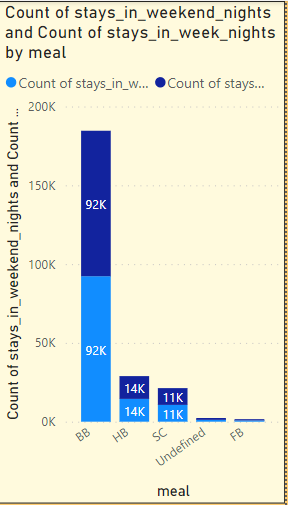 Count of stays_in_weekend_nights
and Count of stays_in_week_nights
by meal
Count of stays_in_w... Count of stays...
Count of stays_in_weekend_nights and Count ...
200K
150K
100K
50K
0K
92K
92K
14K
14K
11K
11K
BB
HB
SC
Undefined
FB
meal